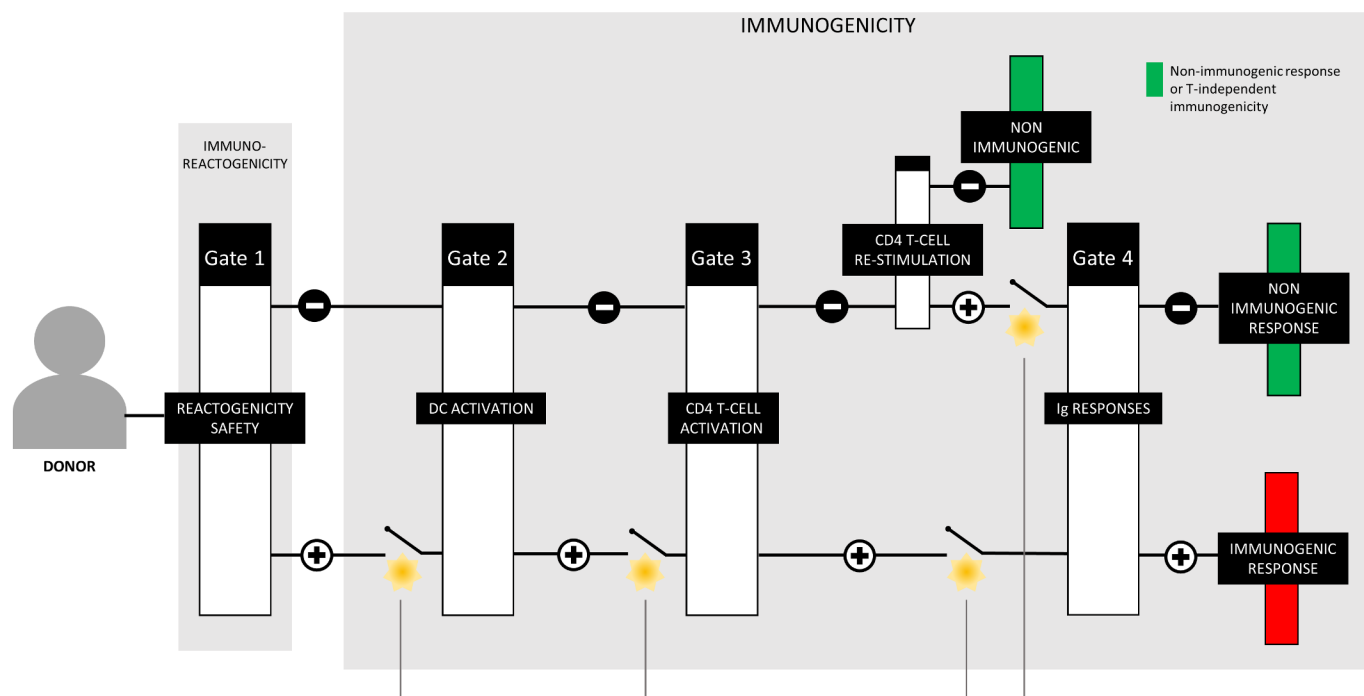 IMMUNOGENICITY
Non-immunogenic response
or T-independent
immunogenicity
IMMUNO-
REACTOGENICITY
NON
IMMUNOGENIC
Gate 1
Gate 2
Gate 3
CD4 T-CELL
RE-STIMULATION
Gate 4
NON
IMMUNOGENIC
RESPONSE
REACTOGENICITY
SAFETY
DC ACTIVATION
CD4 T-CELL
ACTIVATION
Ig RESPONSES
DONOR
IMMUNOGENIC
RESPONSE